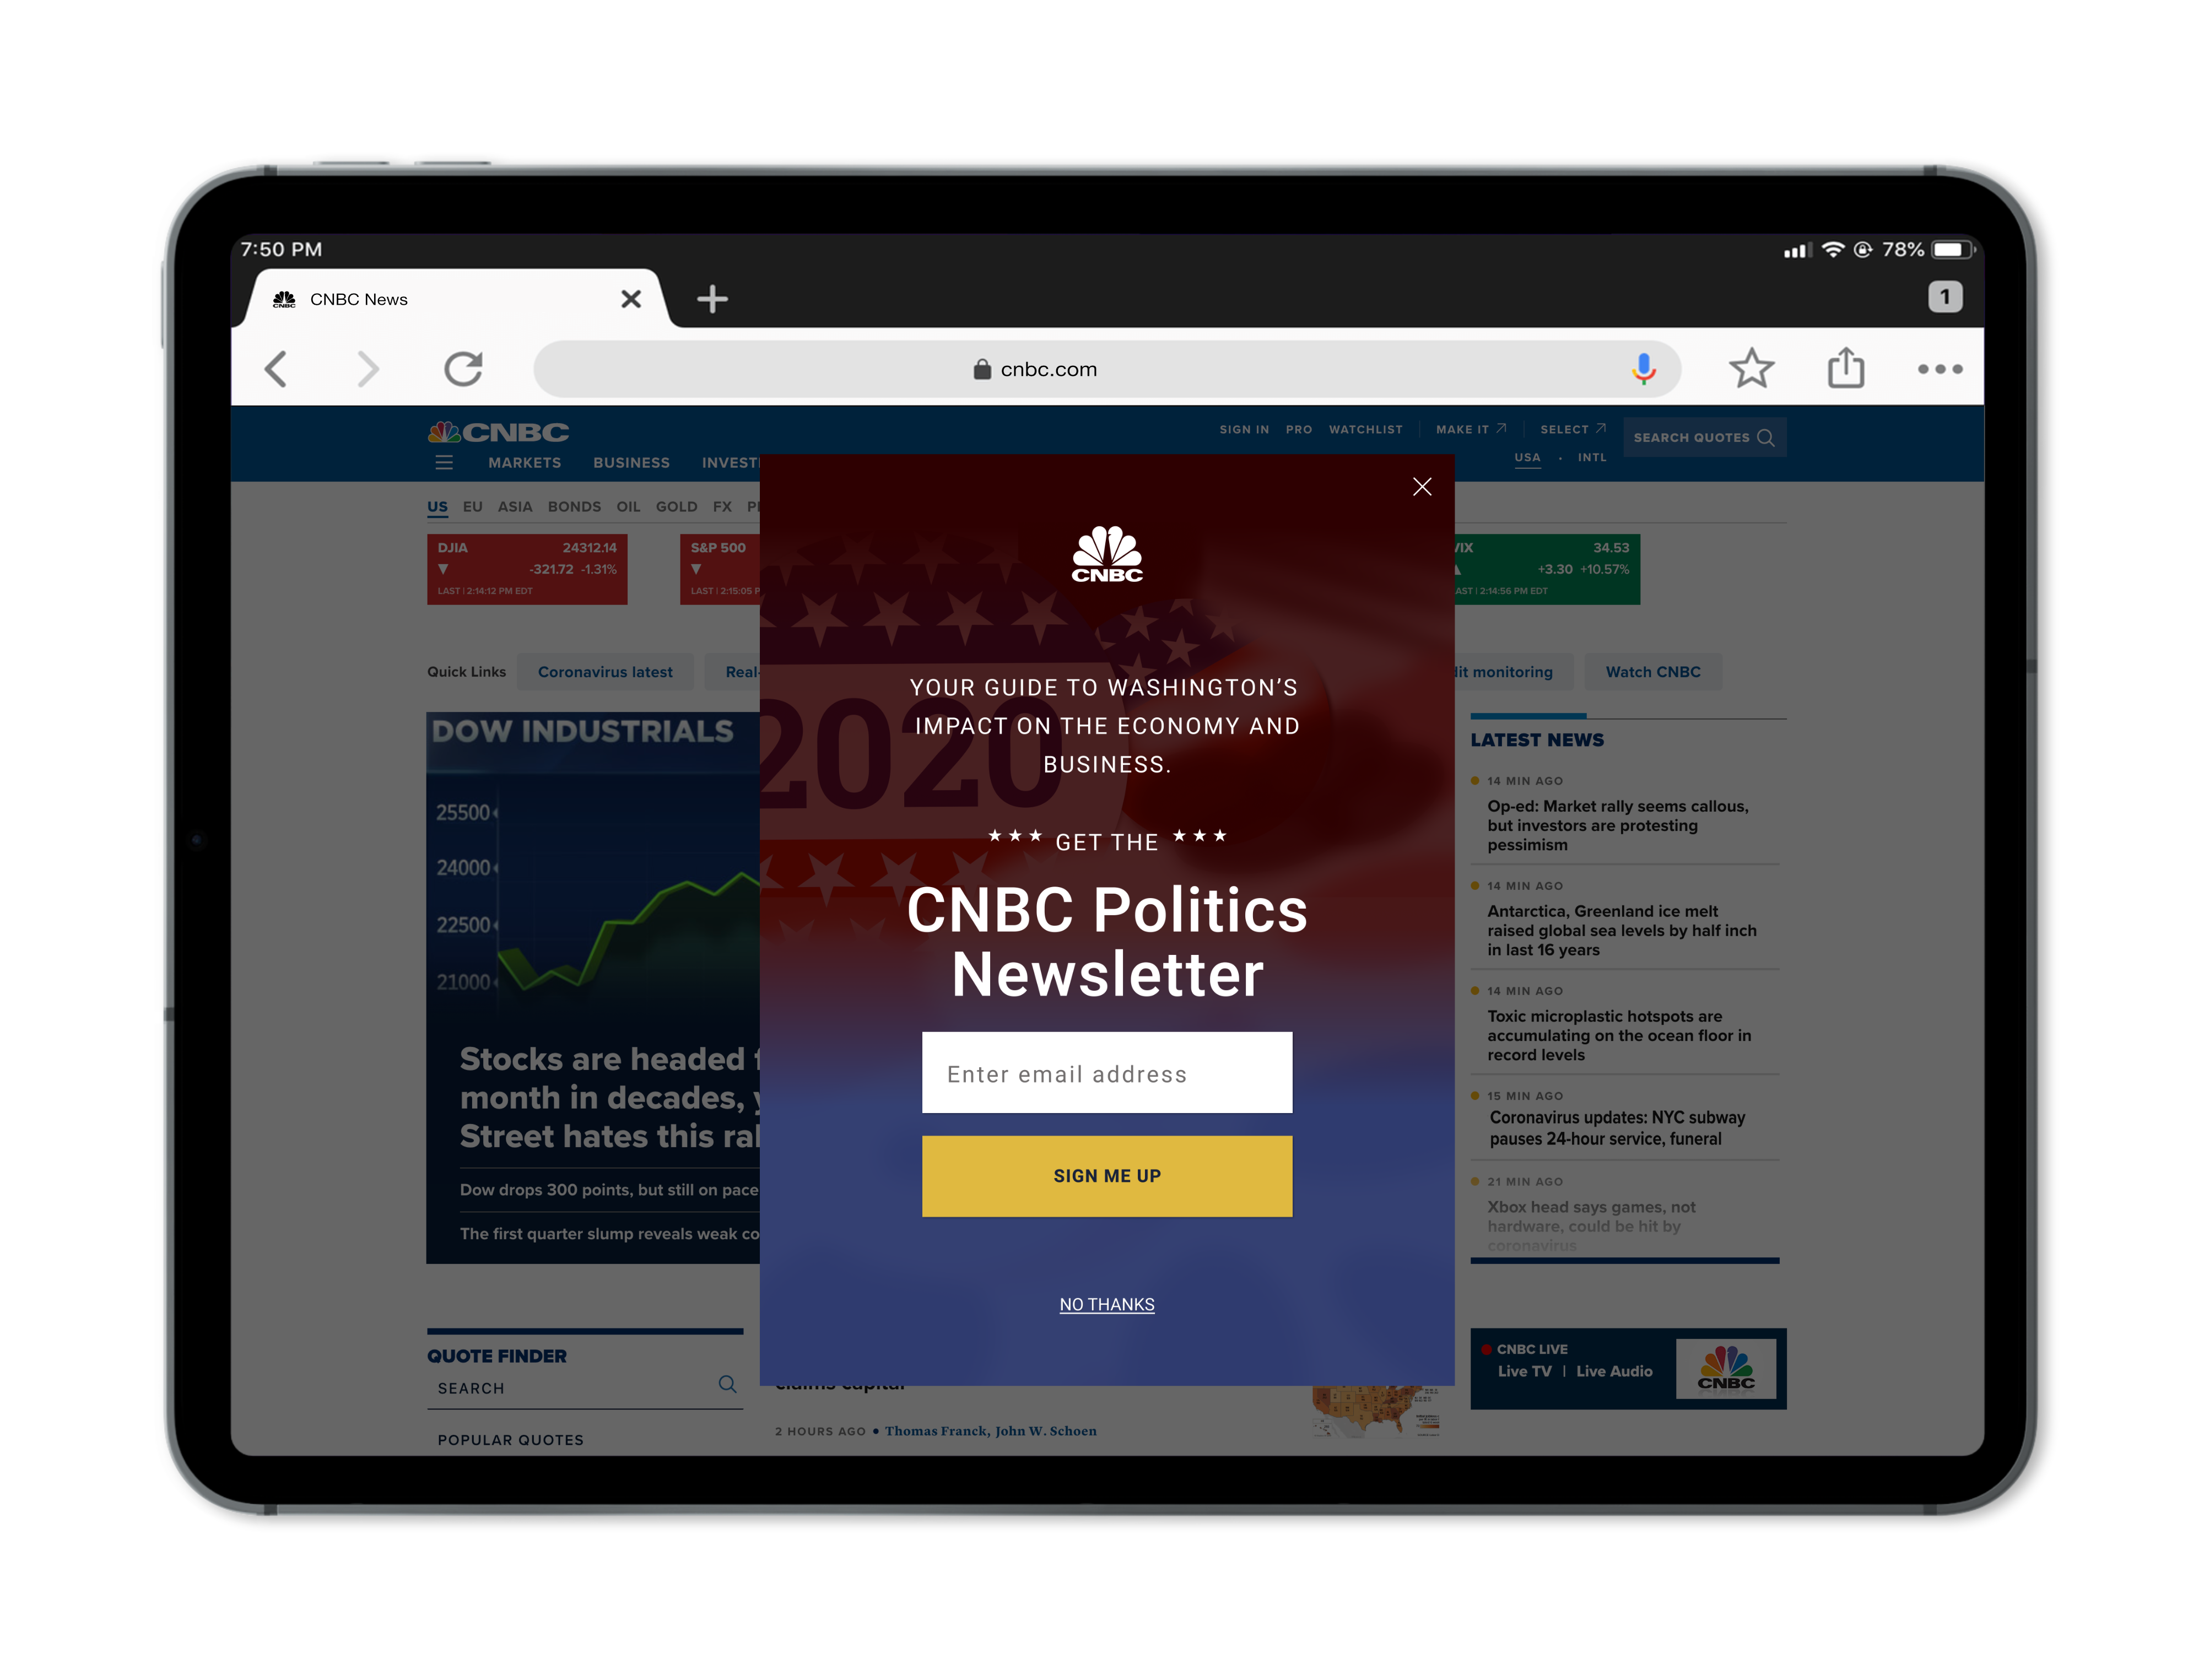 7:50 PM
78%
CNBC News
1
cnbc.com
CNBC
SIGN IN PRO WATCHLIST MAKE IT SELECT
SEARCH QUOTES
MARKETS BUSINESS
USA • INTL
US EU ASIA BONDS OIL GOLD FX
DJIA 24312.14
-321.72 -1.31%
LAST | 2:14:12 PM EDT
S&P 500
LAST | 2:15:05
34.53
+3.30 +10.57%
2:14:56 PM EDT
Quick Links
Coronavirus latest
monitoring
Watch CNBC
DOW INDUSTRIALS
25500
24000
22500
21000
Stocks are headed
month in decades,
Street hates this
Dow drops 300 points, but still on pace
The first quarter slump reveals weak
CNBC
2020
YOUR GUIDE TO WASHINGTON’S
IMPACT ON THE ECONOMY AND
BUSINESS.
★★★ GET THE ★★★
CNBC Politics
Newsletter
Enter email address
SIGN ME UP
NO THANKS
LATEST NEWS
14 MIN AGO
Op-ed: Market rally seems callous,
but investors are protesting
pessimism
14 MIN AGO
Antarctica, Greenland ice melt
raised global sea levels by half inch
in last 16 years
14 MIN AGO
Toxic microplastic hotspots are
accumulating on the ocean floor in
record levels
15 MIN AGO
Coronavirus updates: NYC subway
pauses 24-hour service, funeral
21 MIN AGO
Xbox head says games, not
hardware, could be hit by
coronavirus
QUOTE FINDER
SEARCH
POPULAR QUOTES
claims capital
2 HOURS AGO • Thomas Franck, John W. Schoen
CNBC LIVE
Live TV | Live Audio
CNBC